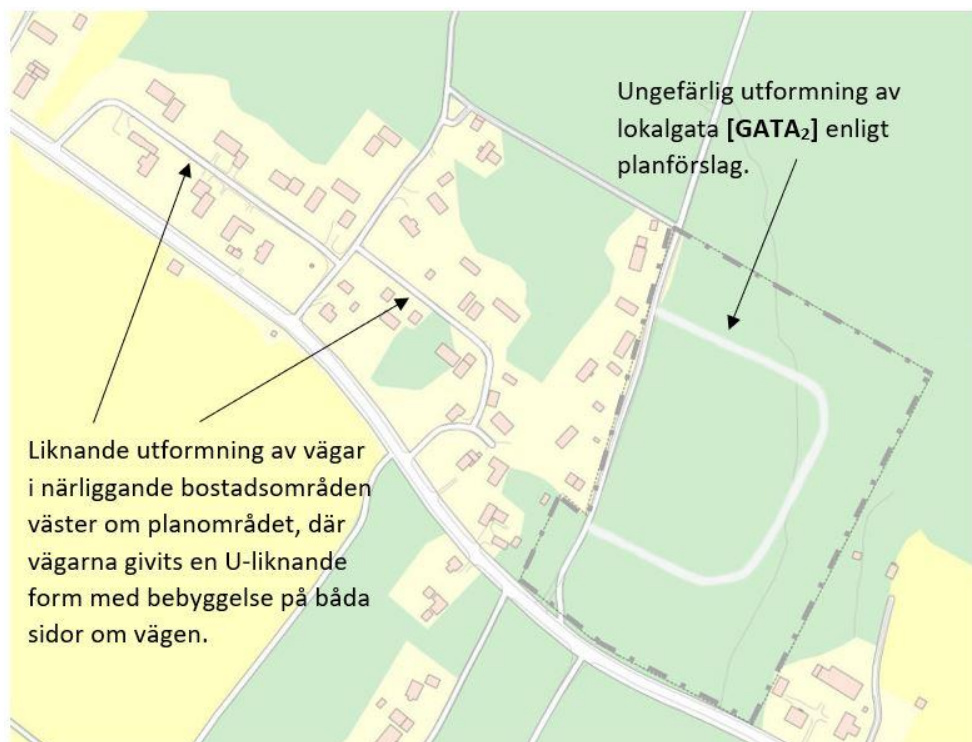 Ungefärlig utformning av
lokalgata [GATA₂] enligt
planförslag.
Liknande utformning av vägar
i närliggande bostadsområden
väster om planområdet, där
vägarna givits en U-liknande
form med bebyggelse på båda
sidor om vägen.